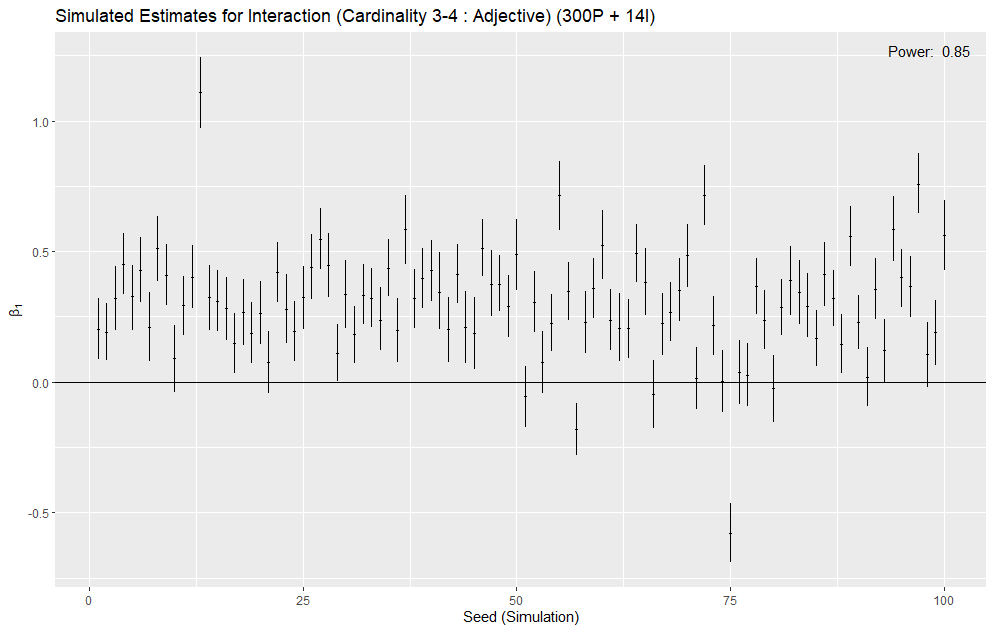 Simulated Estimates for Interaction (Cardinality 3-4 : Adjective) (300P + 14I)
Power: 0.85
1.0
0.5
0.0
-0.5
β1
0
25
50
75
100
Seed (Simulation)